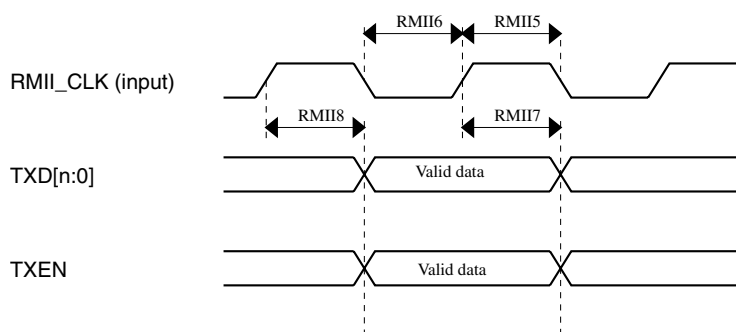 RMII6 RMII5
RMII_CLK (input)
RMII8 RMII7
TXD[n:0] Valid data
TXEN Valid data